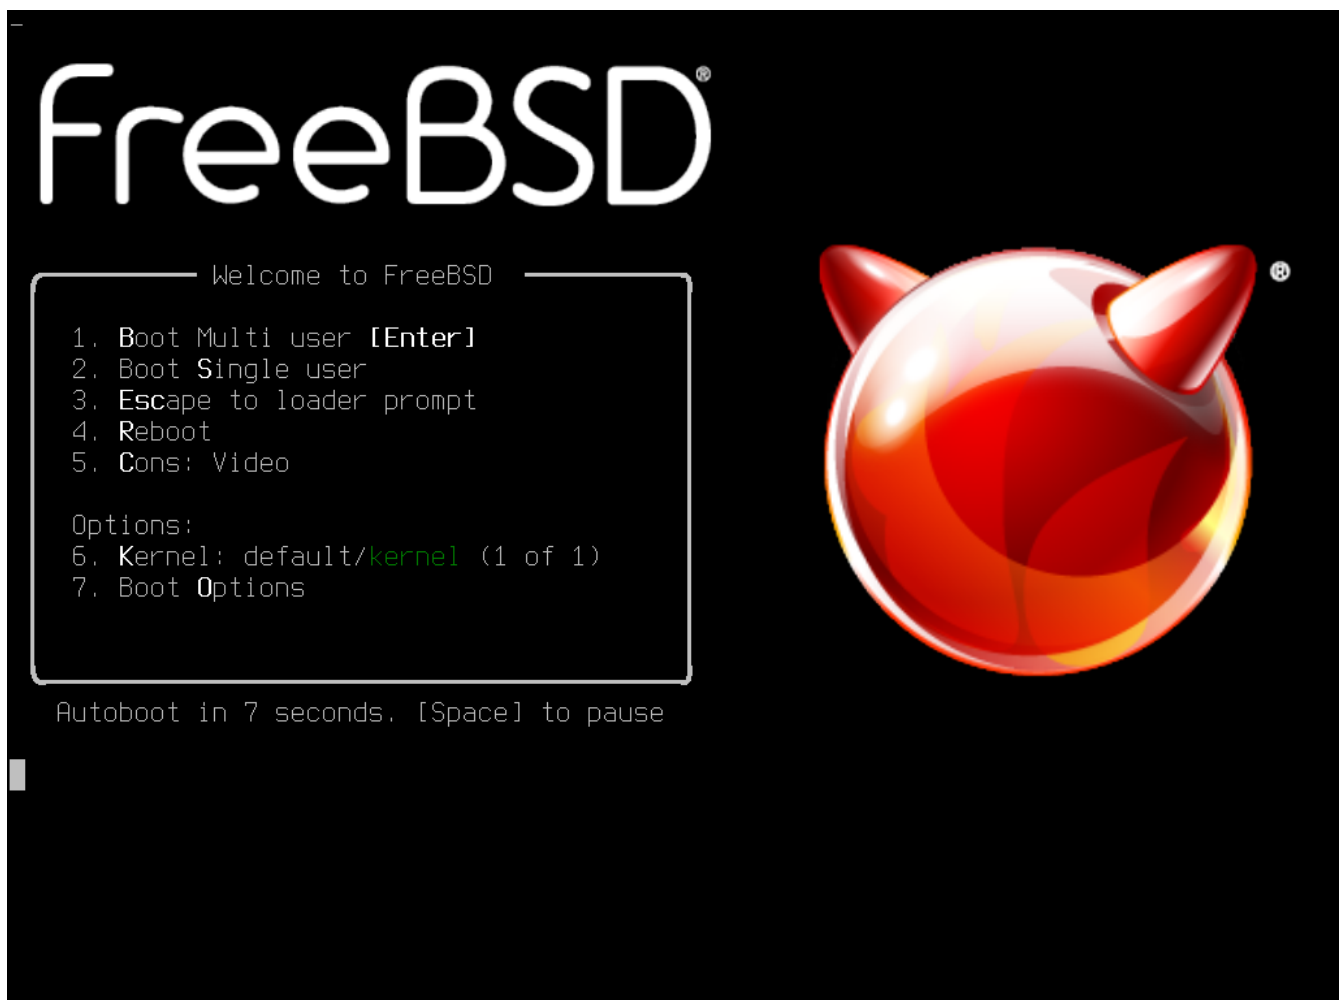 FreeBSD®
Welcome to FreeBSD
1. Boot Multi user [Enter]
2. Boot Single user
3. Escape to loader prompt
4. Reboot
5. Cons: Video
Options:
6. Kernel: default/kernel (1 of 1)
7. Boot Options
Autoboot in 7 seconds. [Space] to pause
®